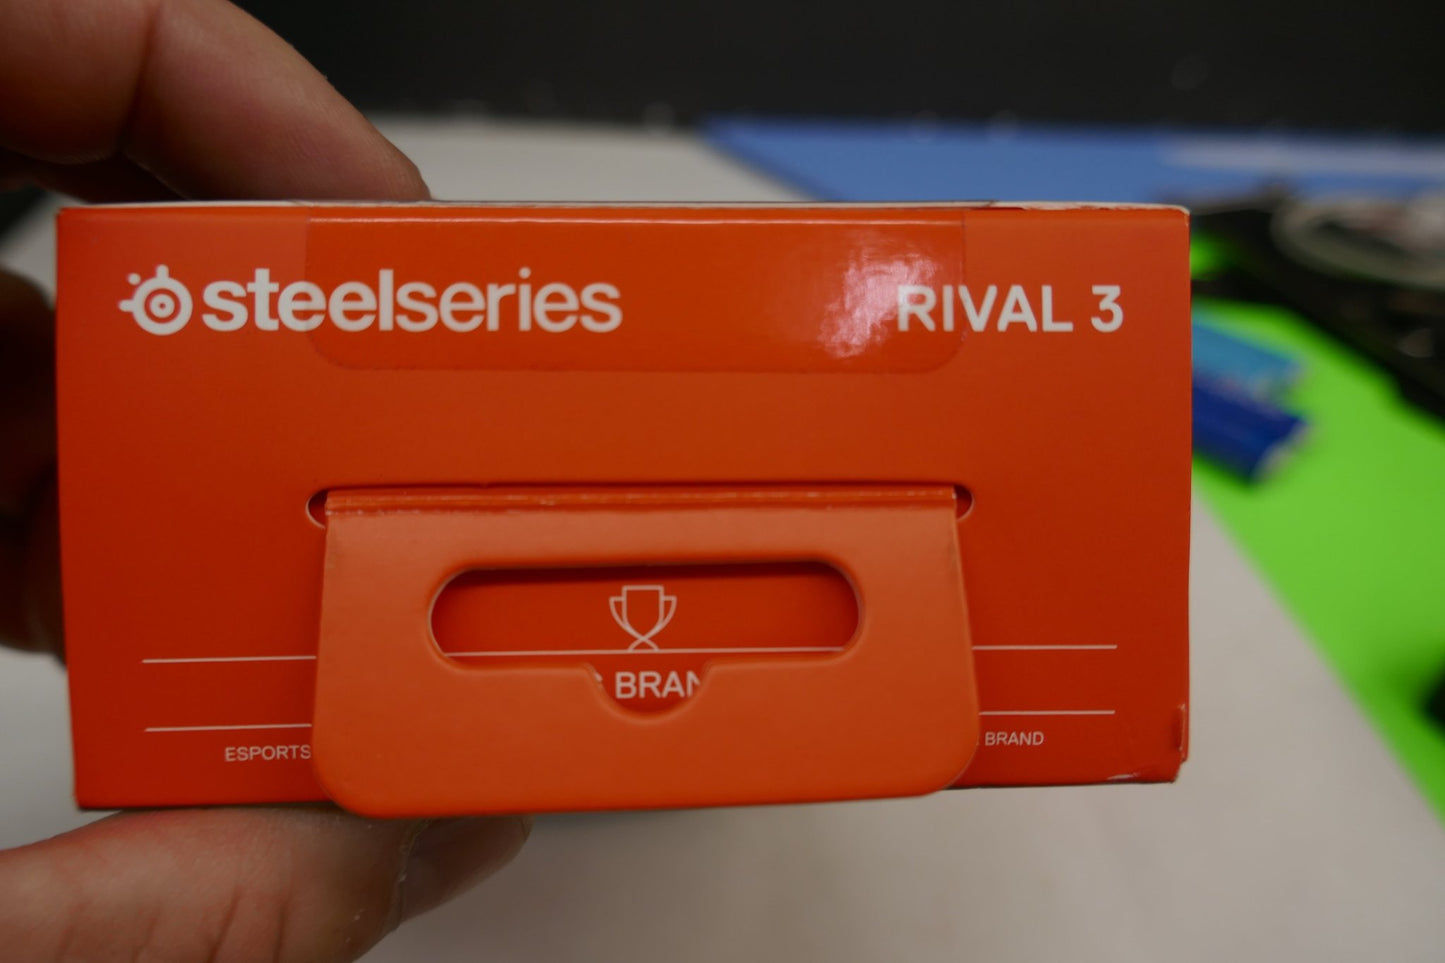 steelseries RIVAL 3
BRAN
ESPORTS BRAND